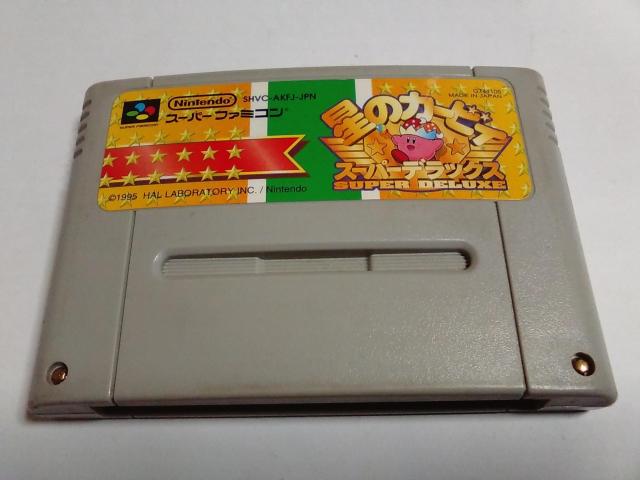 SUPER FAMICOM
Nintendo
SHVC-AKFJ-JPN
スーパーファミコン
©1995 HAL LABORATORY INC. / Nintendo
MADE IN JAPAN
星のカービィ
スーパーデラックス
SUPER DELUXE